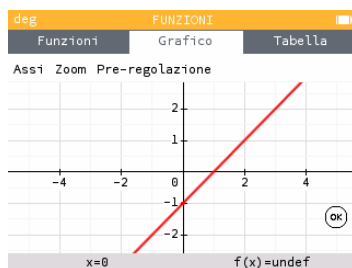 deg FUNZIONI
Funzioni Grafico Tabella
Assi Zoom Pre-regolazione
2
1
-4 -2 0 2 4
-1
-2
OK
x=0 f(x)=undef